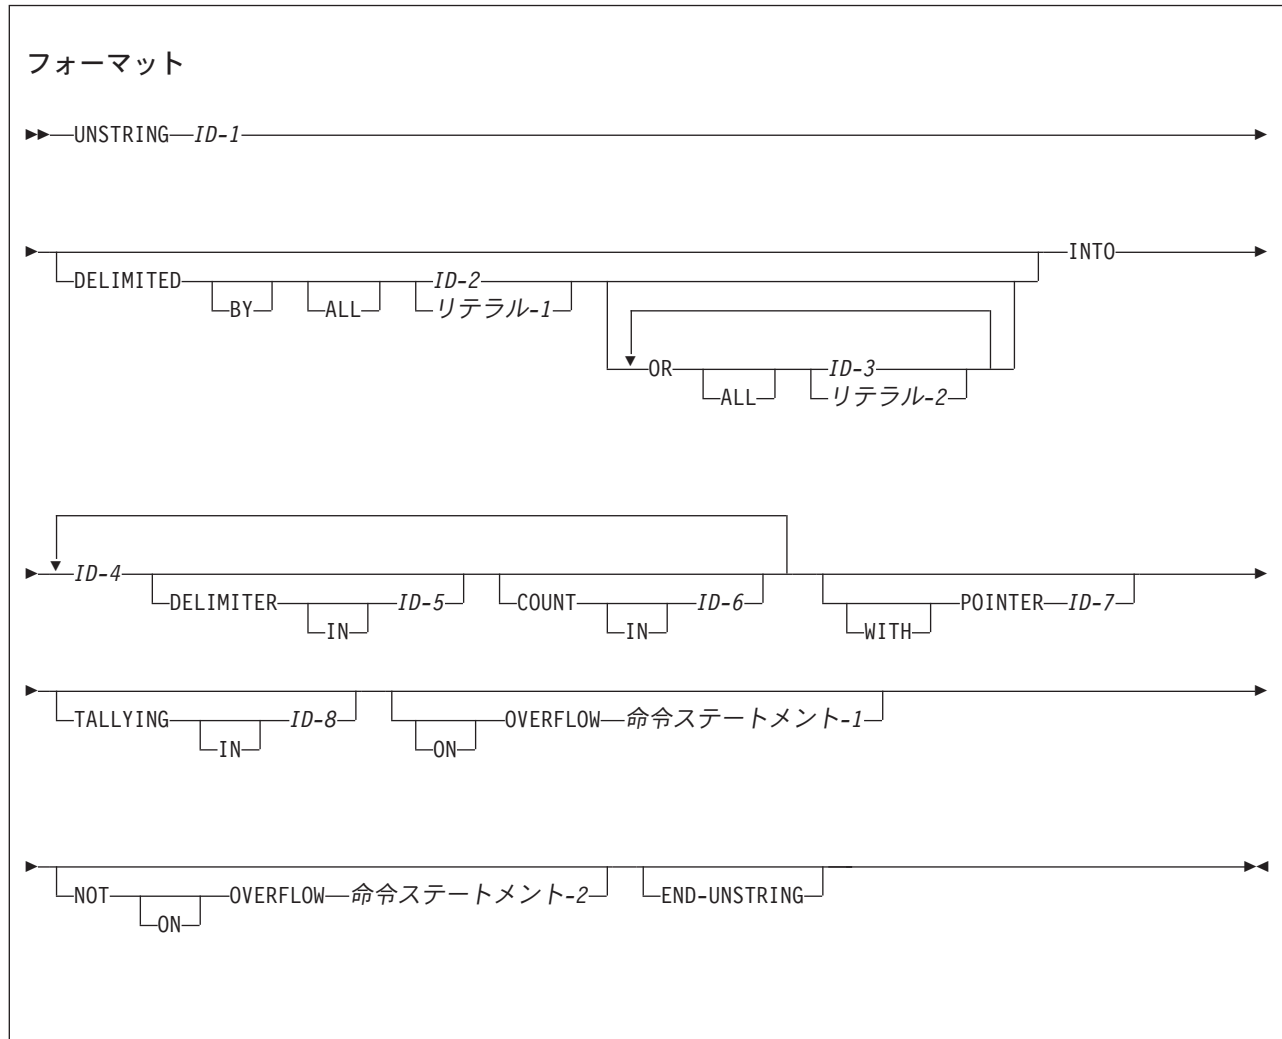 フォーマット
UNSTRING ID-1
DELIMITED BY ALL ID-2 INTO
リテラル-1
OR ALL ID-3
リテラル-2
ID-4 DELIMITER IN ID-5 COUNT IN ID-6 WITH POINTER ID-7
TALLYING IN ID-8 ON OVERFLOW 命令ステートメント-1
NOT ON OVERFLOW 命令ステートメント-2 END-UNSTRING